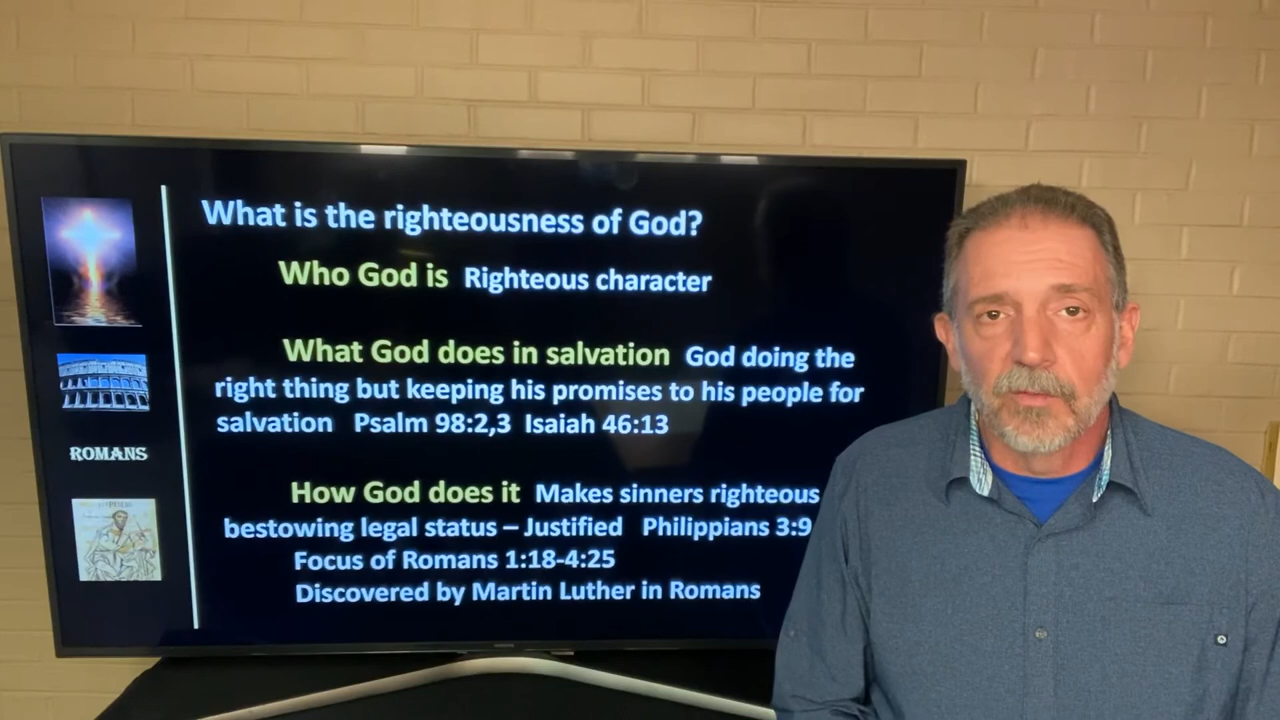 What is the righteousness of God?
Who God is Righteous character
What God does in salvation God doing the
right thing but keeping his promises to his people for
salvation Psalm 98:2,3 Isaiah 46:13
ROMANS
How God does it Makes sinners righteous
bestowing legal status – Justified Philippians 3:9
Focus of Romans 1:18-4:25
Discovered by Martin Luther in Romans